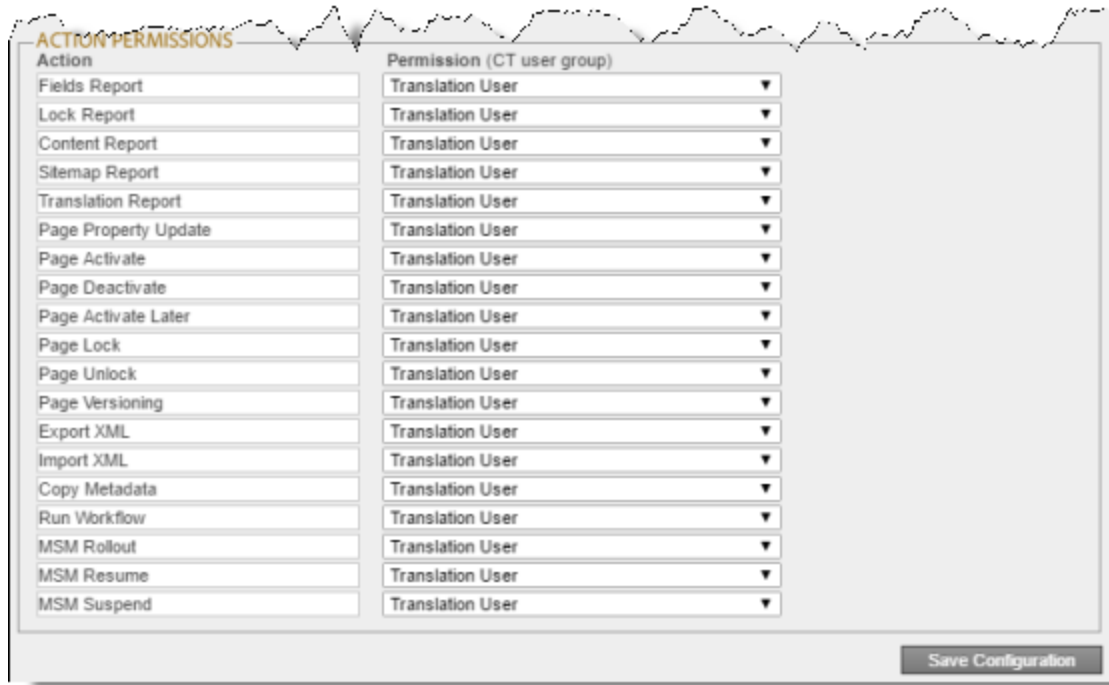 ACTION PERMISSIONS
Action Permission (CT user group)
Fields Report Translation User
Lock Report Translation User
Content Report Translation User
Sitemap Report Translation User
Translation Report Translation User
Page Property Update Translation User
Page Activate Translation User
Page Deactivate Translation User
Page Activate Later Translation User
Page Lock Translation User
Page Unlock Translation User
Page Versioning Translation User
Export XML Translation User
Import XML Translation User
Copy Metadata Translation User
Run Workflow Translation User
MSM Rollout Translation User
MSM Resume Translation User
MSM Suspend Translation User
Save Configuration